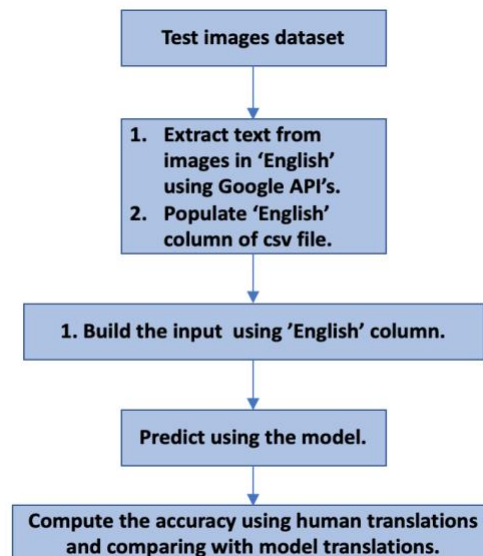 Test images dataset
1. Extract text from
images in ‘English’
using Google API’s.
2. Populate ‘English’
column of csv file.
1. Build the input using ’English’ column.
Predict using the model.
Compute the accuracy using human translations
and comparing with model translations.